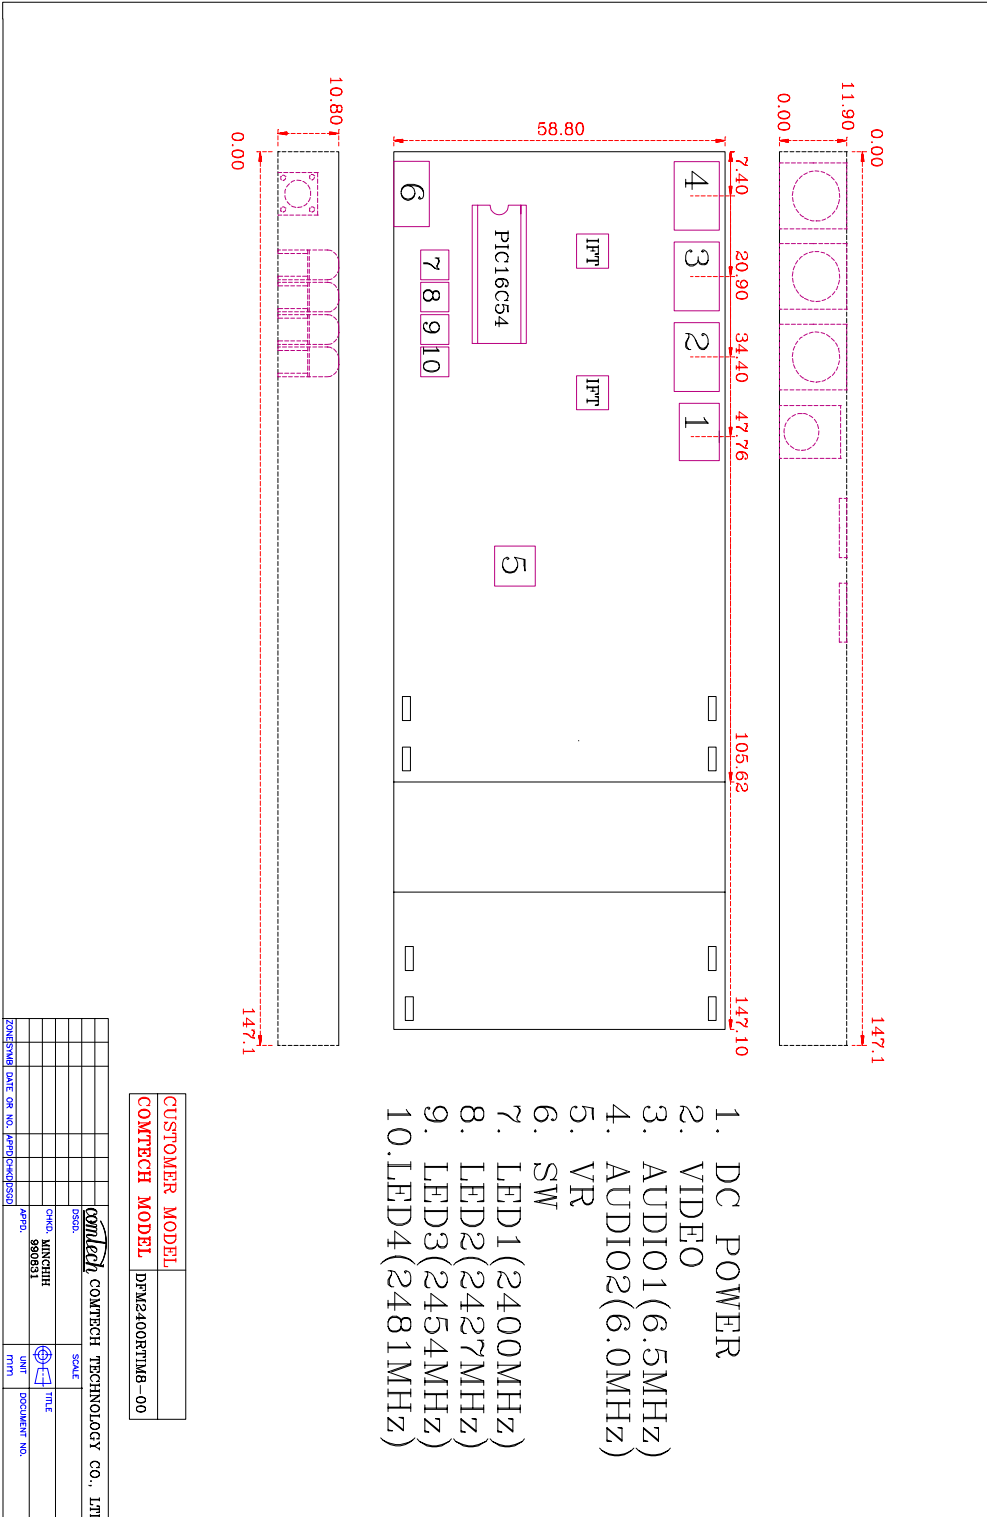 0.00
147.1
11.90
0.00
7.40
20.90
34.40
47.76
105.62
147.10
58.80
4
3
2
1
IFT
IFT
PIC16C54
5
6
7
8
9
10
10.80
0.00
147.1
1. DC POWER
2. VIDEO
3. AUDIO1(6.5MHz)
4. AUDIO2(6.0MHz)
5. VR
6. SW
7. LED1(2400MHz)
8. LED2(2427MHz)
9. LED3(2454MHz)
10.LED4(2481MHz)
CUSTOMER MODEL
COMTECH MODEL DFM2400RTIM8-00
comtech COMTECH TECHNOLOGY CO.,
DSGD. SCALE
CHKD. MINCHIH TITLE
990831
APPD. UNIT DOCUMENT NO.
mm
ZONE SYMB DATE OR NO. APPD CHKD DSGD